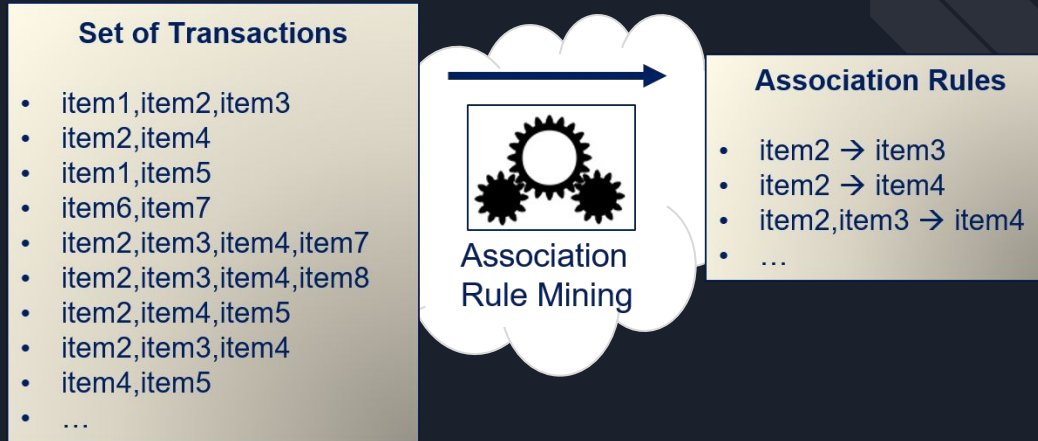 Set of Transactions
• item1,item2,item3
• item2,item4
• item1,item5
• item6,item7
• item2,item3,item4,item7
• item2,item3,item4,item8
• item2,item4,item5
• item2,item3,item4
• item4,item5
• …
Association
Rule Mining
Association Rules
• item2 → item3
• item2 → item4
• item2,item3 → item4
• …